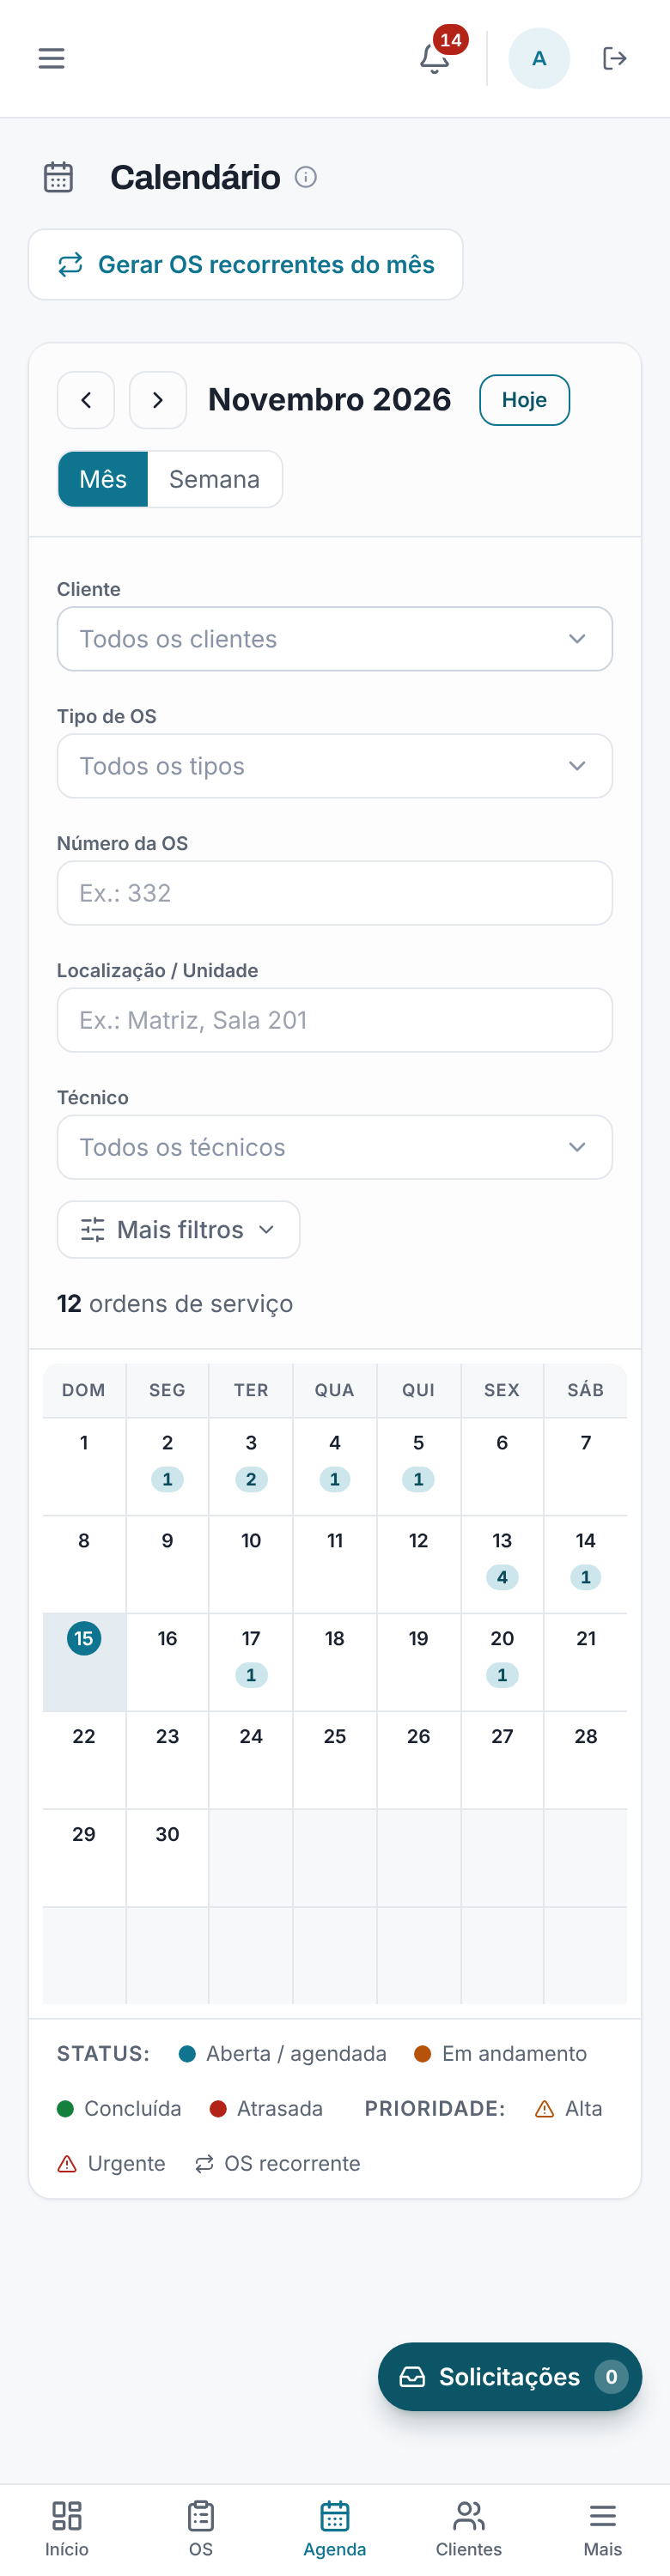 14
A
Calendário
Gerar OS recorrentes do mês
Novembro 2026 Hoje
Mês Semana
Cliente
Todos os clientes
Tipo de OS
Todos os tipos
Número da OS
Ex.: 332
Localização / Unidade
Ex.: Matriz, Sala 201
Técnico
Todos os técnicos
Mais filtros
12 ordens de serviço
DOM SEG TER QUA QUI SEX SÁB
1 2 3 4 5 6 7
1 2 1 1
8 9 10 11 12 13 14
4 1
15 16 17 18 19 20 21
1 1
22 23 24 25 26 27 28
29 30
STATUS: Aberta / agendada Em andamento
Concluída Atrasada PRIORIDADE: Alta
Urgente OS recorrente
Solicitações 0
Início OS Agenda Clientes Mais